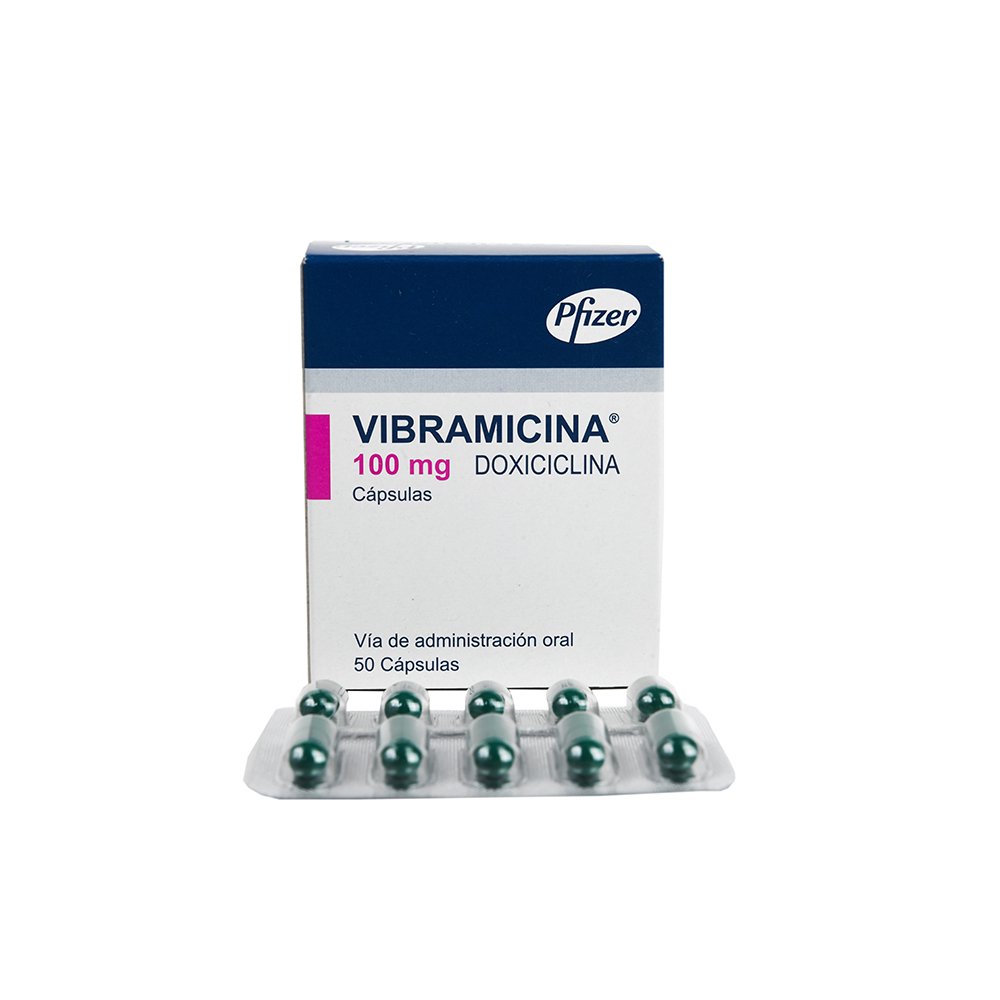 Pfizer
VIBRAMICINA®
100 mg DOXICICLINA
Cápsulas
Vía de administración oral
50 Cápsulas